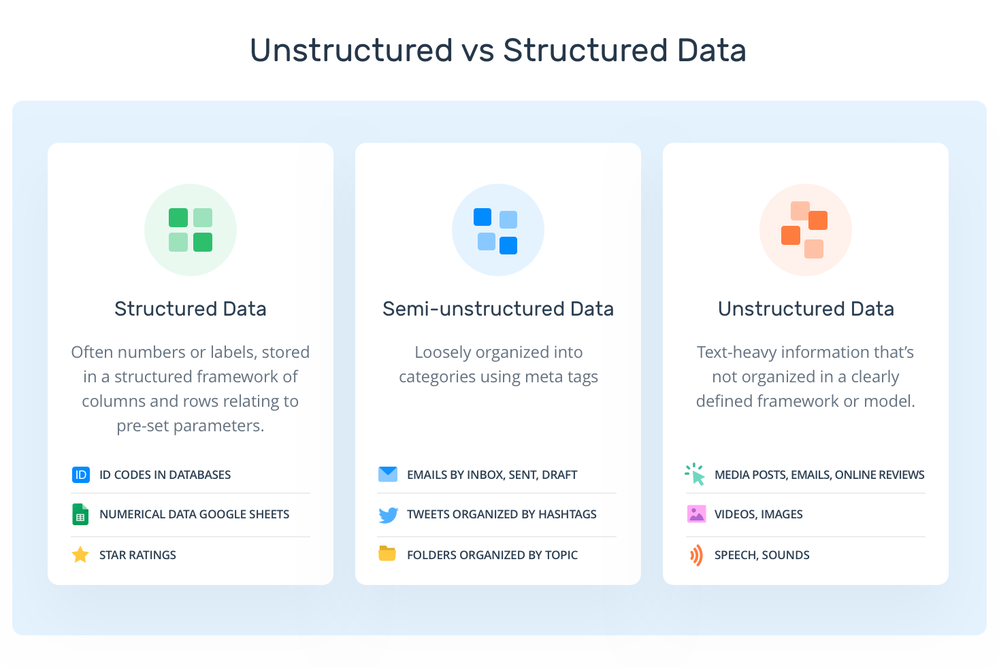 Unstructured vs Structured Data
Structured Data
Often numbers or labels, stored
in a structured framework of
columns and rows relating to
pre-set parameters.
ID
ID CODES IN DATABASES
NUMERICAL DATA GOOGLE SHEETS
STAR RATINGS
Semi-unstructured Data
Loosely organized into
categories using meta tags
EMAILS BY INBOX, SENT, DRAFT
TWEETS ORGANIZED BY HASHTAGS
FOLDERS ORGANIZED BY TOPIC
Unstructured Data
Text-heavy information that’s
not organized in a clearly
defined framework or model.
MEDIA POSTS, EMAILS, ONLINE REVIEWS
VIDEOS, IMAGES
SPEECH, SOUNDS